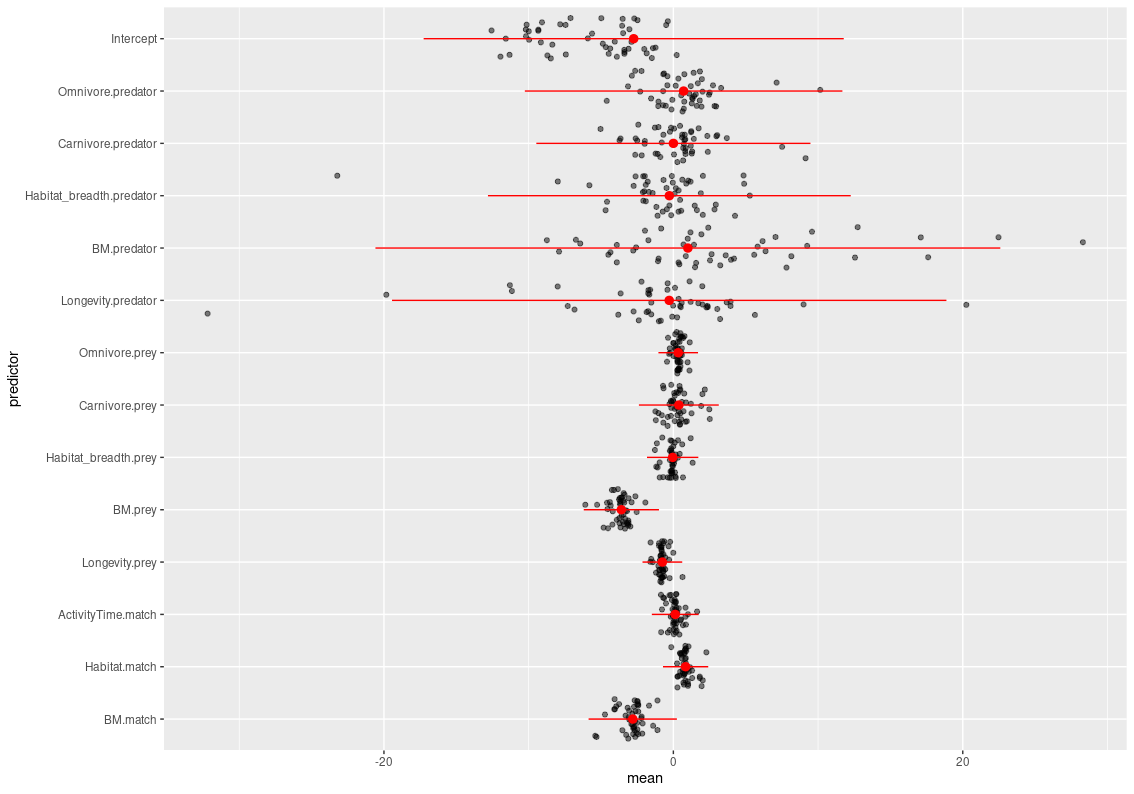 Intercept
Omnivore.predator
Carnivore.predator
Habitat_breadth.predator
BM.predator
Longevity.predator
Omnivore.prey
Carnivore.prey
Habitat_breadth.prey
BM.prey
Longevity.prey
ActivityTime.match
Habitat.match
BM.match
predictor
-20 0 20
mean